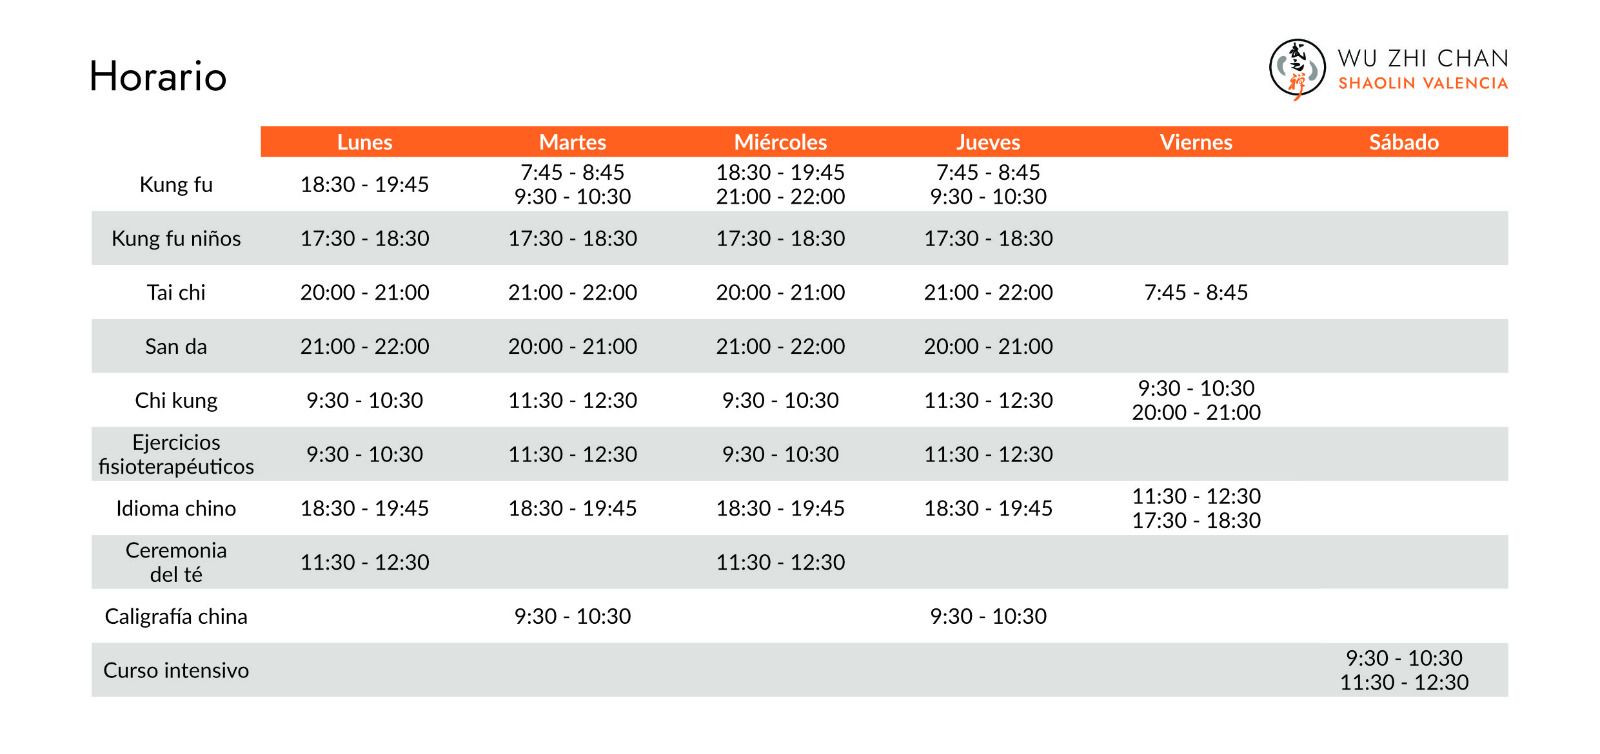 Horario
武之禅
WU ZHI CHAN
SHAOLIN VALENCIA
Lunes Martes Miércoles Jueves Viernes Sábado
Kung fu 18:30 - 19:45 7:45 - 8:45 18:30 - 19:45 7:45 - 8:45
9:30 - 10:30 21:00 - 22:00 9:30 - 10:30
Kung fu niños 17:30 - 18:30 17:30 - 18:30 17:30 - 18:30 17:30 - 18:30
Tai chi 20:00 - 21:00 21:00 - 22:00 20:00 - 21:00 21:00 - 22:00 7:45 - 8:45
San da 21:00 - 22:00 20:00 - 21:00 21:00 - 22:00 20:00 - 21:00
Chi kung 9:30 - 10:30 11:30 - 12:30 9:30 - 10:30 11:30 - 12:30 9:30 - 10:30
20:00 - 21:00
Ejercicios
fisioterapéuticos 9:30 - 10:30 11:30 - 12:30 9:30 - 10:30 11:30 - 12:30
Idioma chino 18:30 - 19:45 18:30 - 19:45 18:30 - 19:45 18:30 - 19:45 11:30 - 12:30
17:30 - 18:30
Ceremonia
del té 11:30 - 12:30 11:30 - 12:30
Caligrafía china 9:30 - 10:30 9:30 - 10:30
Curso intensivo 9:30 - 10:30
11:30 - 12:30